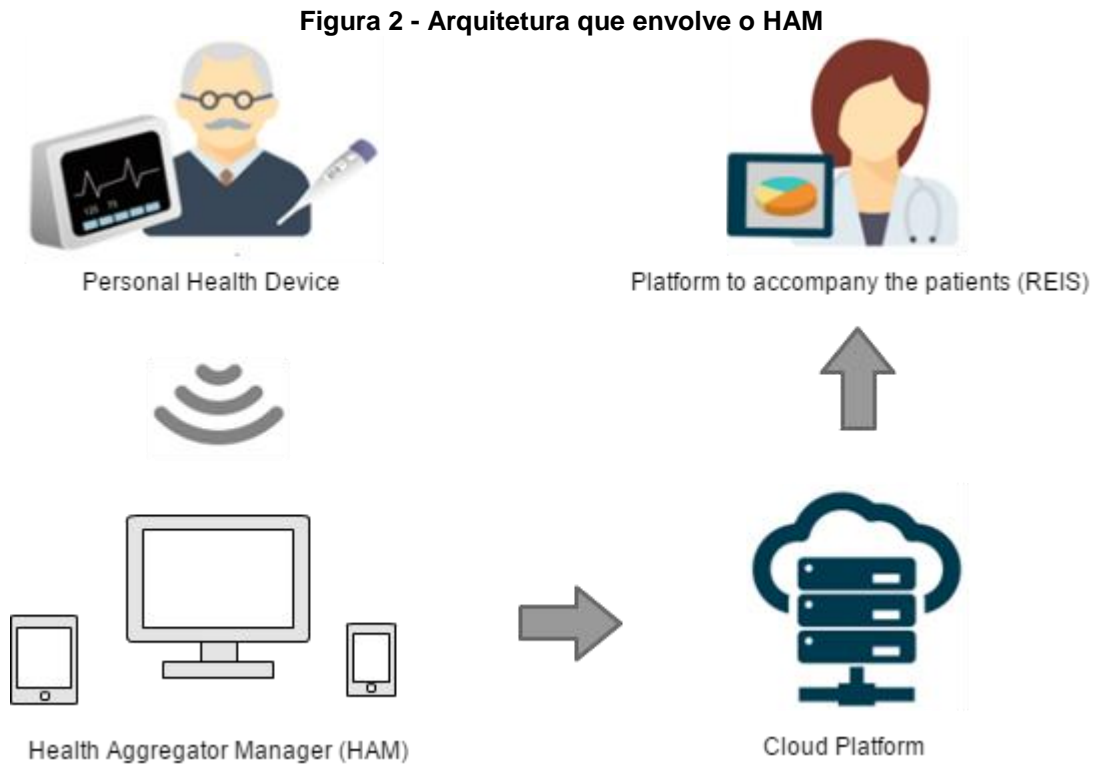 Figura 2 - Arquitetura que envolve o HAM
Personal Health Device
Platform to accompany the patients (REIS)
Health Aggregator Manager (HAM)
Cloud Platform